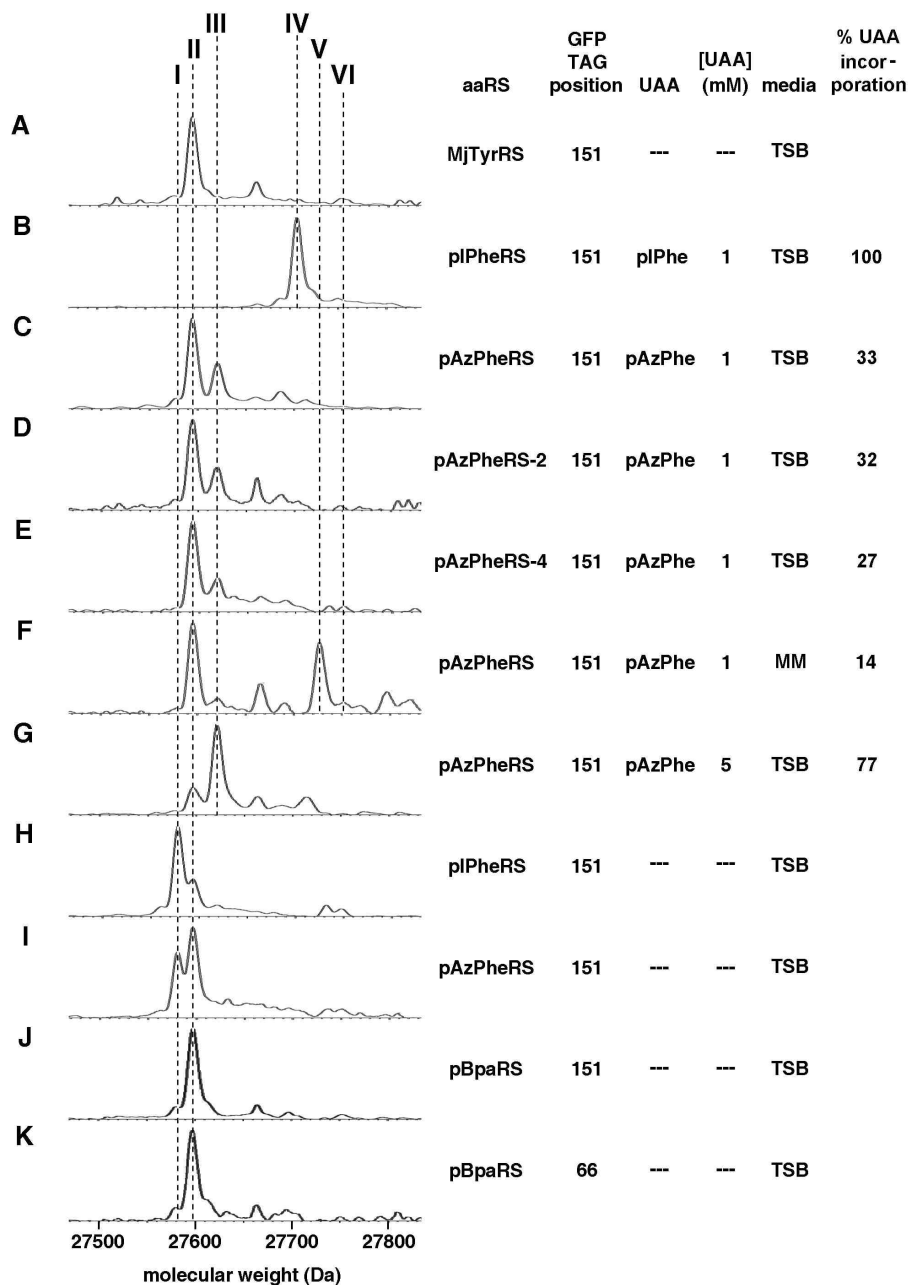 I II III IV V VI
aaRS GFP TAG position UAA [UAA] (mM) media % UAA incor- poration
A MjTyrRS 151 --- --- TSB
B pIPheRS 151 pIPhe 1 TSB 100
C pAzPheRS 151 pAzPhe 1 TSB 33
D pAzPheRS-2 151 pAzPhe 1 TSB 32
E pAzPheRS-4 151 pAzPhe 1 TSB 27
F pAzPheRS 151 pAzPhe 1 MM 14
G pAzPheRS 151 pAzPhe 5 TSB 77
H pIPheRS 151 --- --- TSB
I pAzPheRS 151 --- --- TSB
J pBpaRS 151 --- --- TSB
K pBpaRS 66 --- --- TSB
27500 27600 27700 27800
molecular weight (Da)